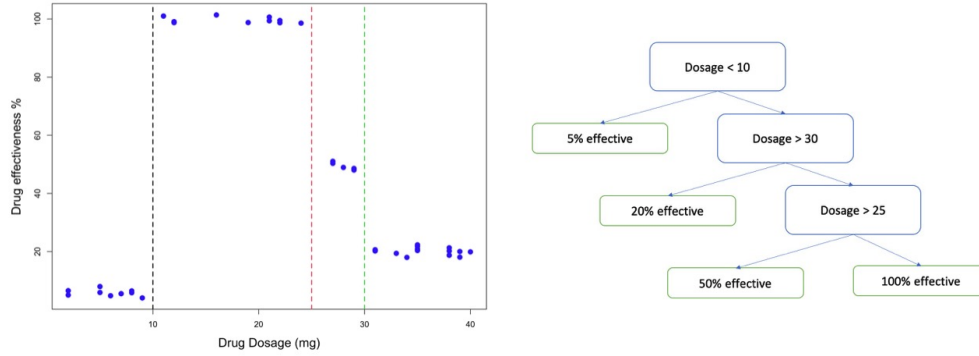 100
80
60
40
20
Drug effectiveness %
10
20
30
40
Drug Dosage (mg)
Dosage < 10
5% effective
Dosage > 30
20% effective
Dosage > 25
50% effective
100% effective